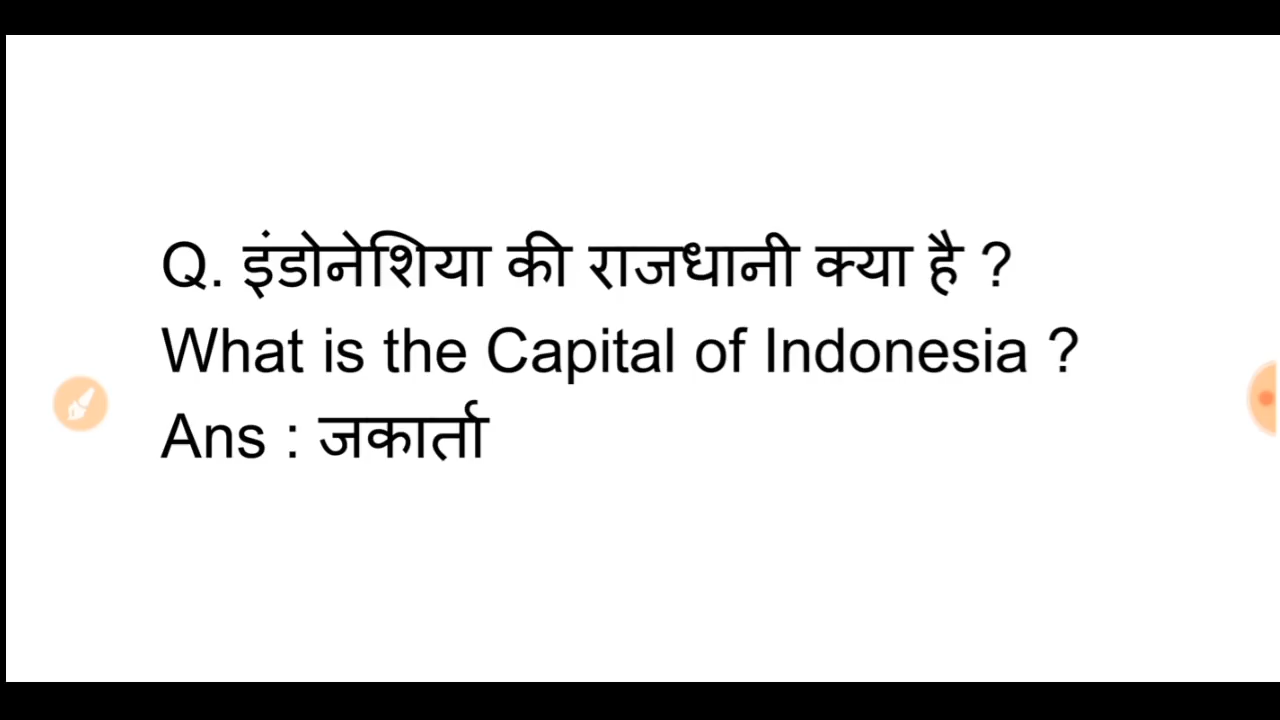 Q. इंडोनेशिया की राजधानी क्या है ?
What is the Capital of Indonesia ?
Ans : जकार्ता